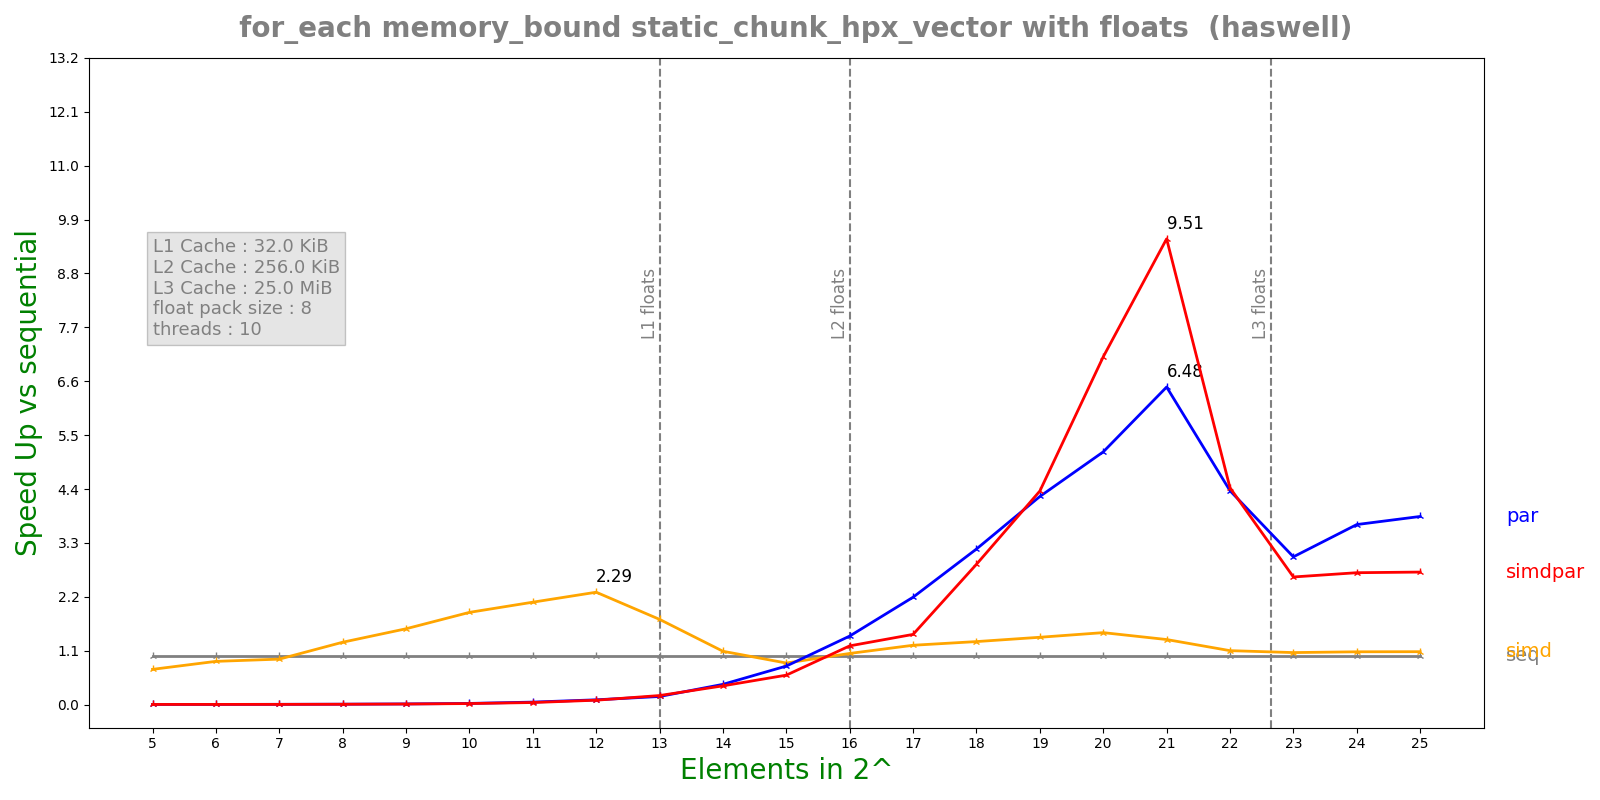 for_each memory_bound static_chunk_hpx_vector with floats (haswell)
Speed Up vs sequential
13.2
12.1
11.0
9.9
8.8
7.7
6.6
5.5
4.4
3.3
2.2
1.1
0.0
L1 Cache : 32.0 KiB
L2 Cache : 256.0 KiB
L3 Cache : 25.0 MiB
float pack size : 8
threads : 10
L1 floats
L2 floats
L3 floats
9.51
6.48
2.29
par
simdpar
simd
seq
5 6 7 8 9 10 11 12 13 14 15 16 17 18 19 20 21 22 23 24 25
Elements in 2^